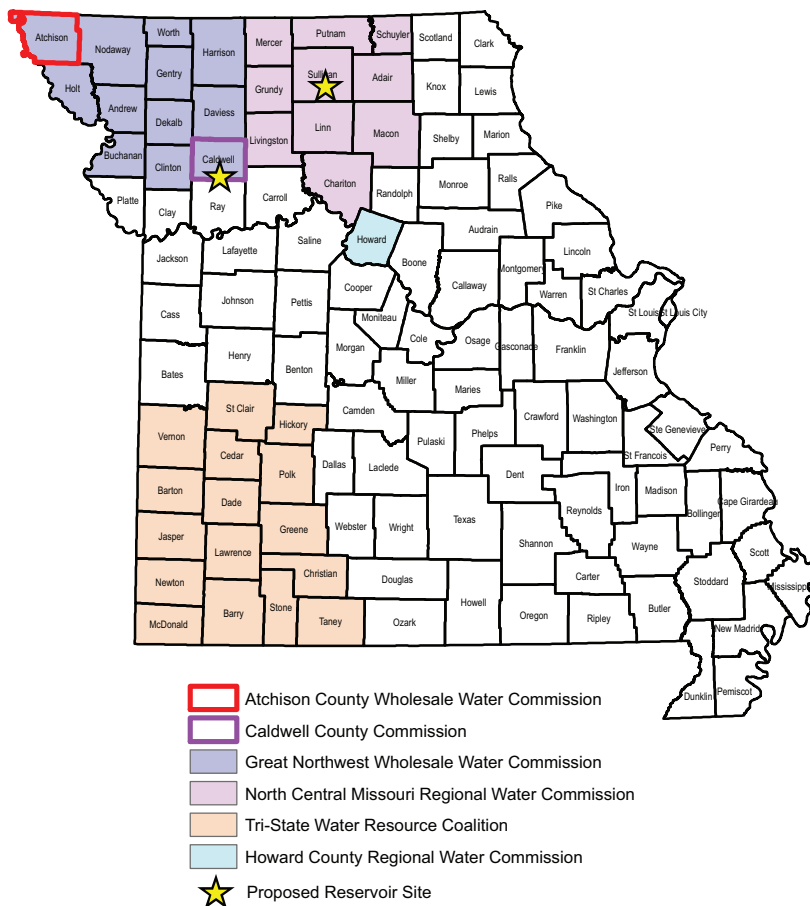 Atchison
Nodaway
Worth
Harrison
Mercer
Putnam
Schuyler
Scotland
Clark
Gentry
Sullivan
Adair
Knox
Lewis
Holt
Andrew
Dekalb
Daviess
Grundy
Linn
Macon
Shelby
Marion
Buchanan
Clinton
Caldwell
Livingston
Chariton
Randolph
Monroe
Ralls
Pike
Platte
Clay
Ray
Carroll
Saline
Howard
Boone
Audrain
Lincoln
Jackson
Lafayette
Cooper
Callaway
Montgomery
Warren
St Charles
St Louis
St Louis City
Cass
Johnson
Pettis
Moniteau
Cole
Osage
Gasconade
Franklin
Jefferson
Bates
Henry
Benton
Morgan
Miller
Maries
Camden
St Clair
Hickory
Vernon
Cedar
Polk
Dallas
Laclede
Pulaski
Phelps
Crawford
Washington
Ste Genevieve
St Francois
Perry
Barton
Dade
Dent
Iron
Madison
Bollinger
Cape Girardeau
Jasper
Lawrence
Greene
Webster
Wright
Texas
Shannon
Reynolds
Wayne
Scott
Newton
Christian
Douglas
Carter
Stoddard
Mississippi
McDonald
Barry
Stone
Taney
Ozark
Howell
Oregon
Ripley
Butler
New Madrid
Dunklin
Pemiscot
Atchison County Wholesale Water Commission
Caldwell County Commission
Great Northwest Wholesale Water Commission
North Central Missouri Regional Water Commission
Tri-State Water Resource Coalition
Howard County Regional Water Commission
Proposed Reservoir Site